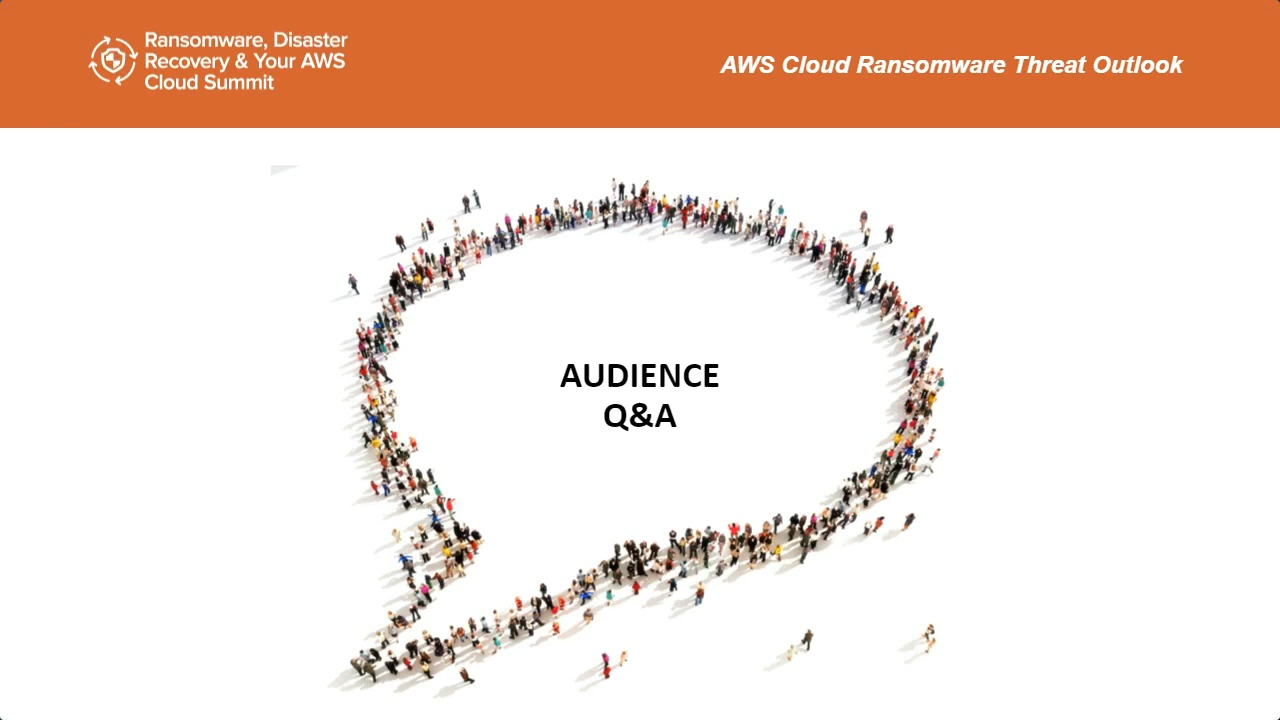 Ransomware, Disaster
Recovery & Your AWS
Cloud Summit
AWS Cloud Ransomware Threat Outlook
AUDIENCE
Q&A